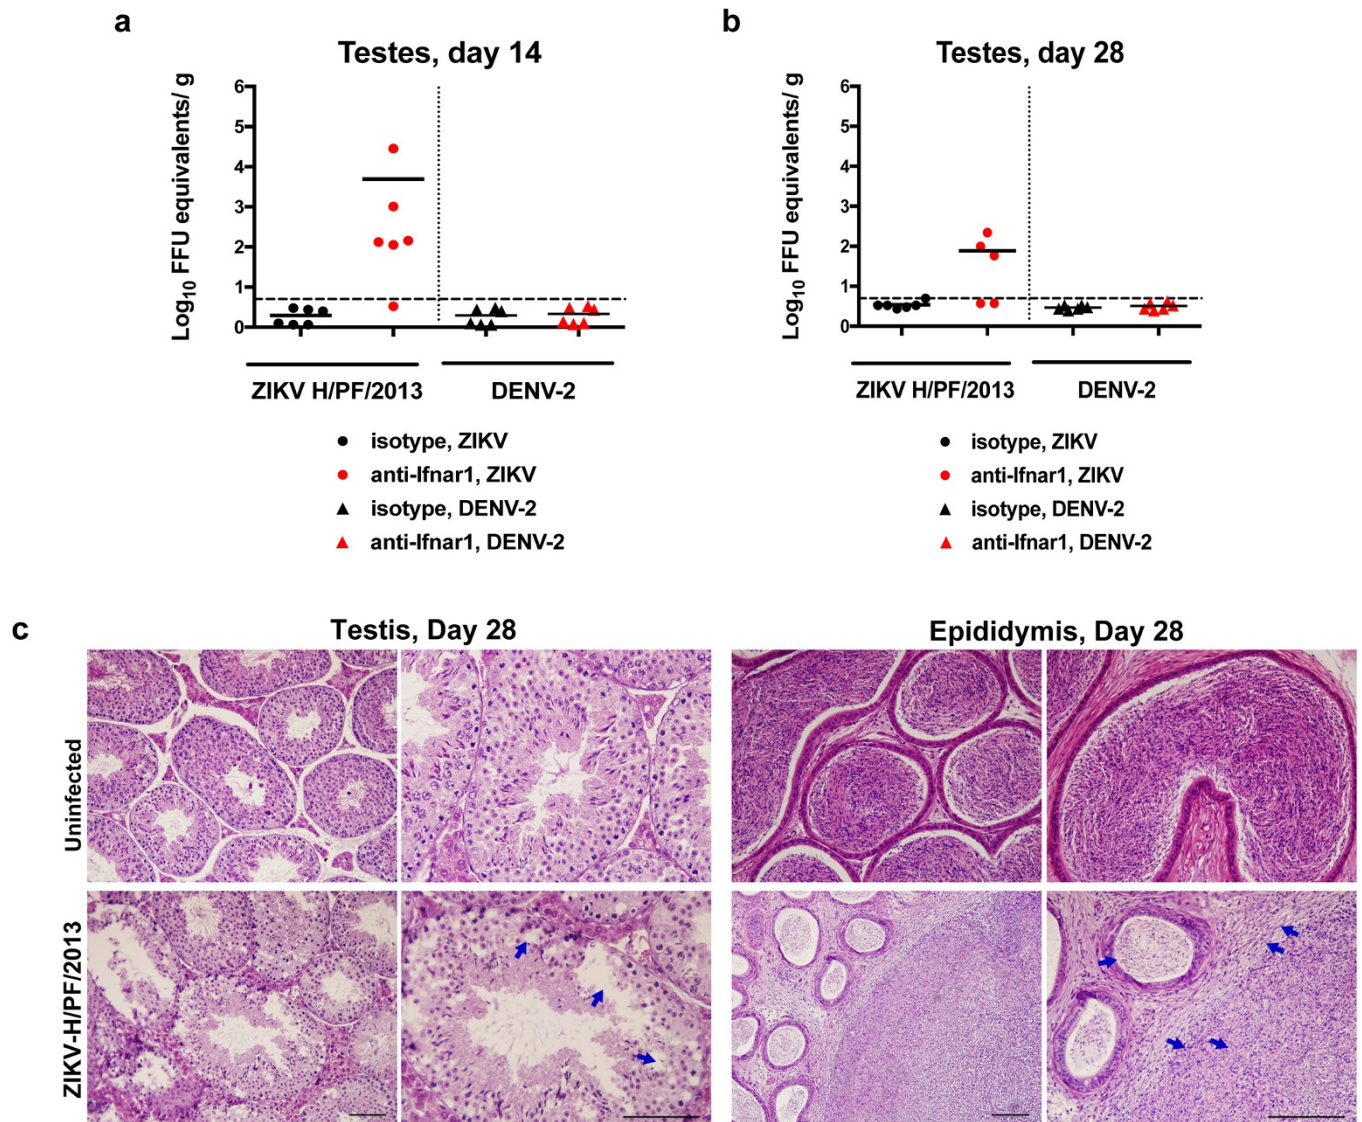 a
Testes, day 14
Log10 FFU equivalents/ g
6
5
4
3
2
1
0
ZIKV H/PF/2013
DENV-2
isotype, ZIKV
anti-Ifnar1, ZIKV
isotype, DENV-2
anti-Ifnar1, DENV-2
b
Testes, day 28
Log10 FFU equivalents/ g
6
5
4
3
2
1
0
ZIKV H/PF/2013
DENV-2
isotype, ZIKV
anti-Ifnar1, ZIKV
isotype, DENV-2
anti-Ifnar1, DENV-2
c
Testis, Day 28
Epididymis, Day 28
Uninfected
ZIKV-H/PF/2013